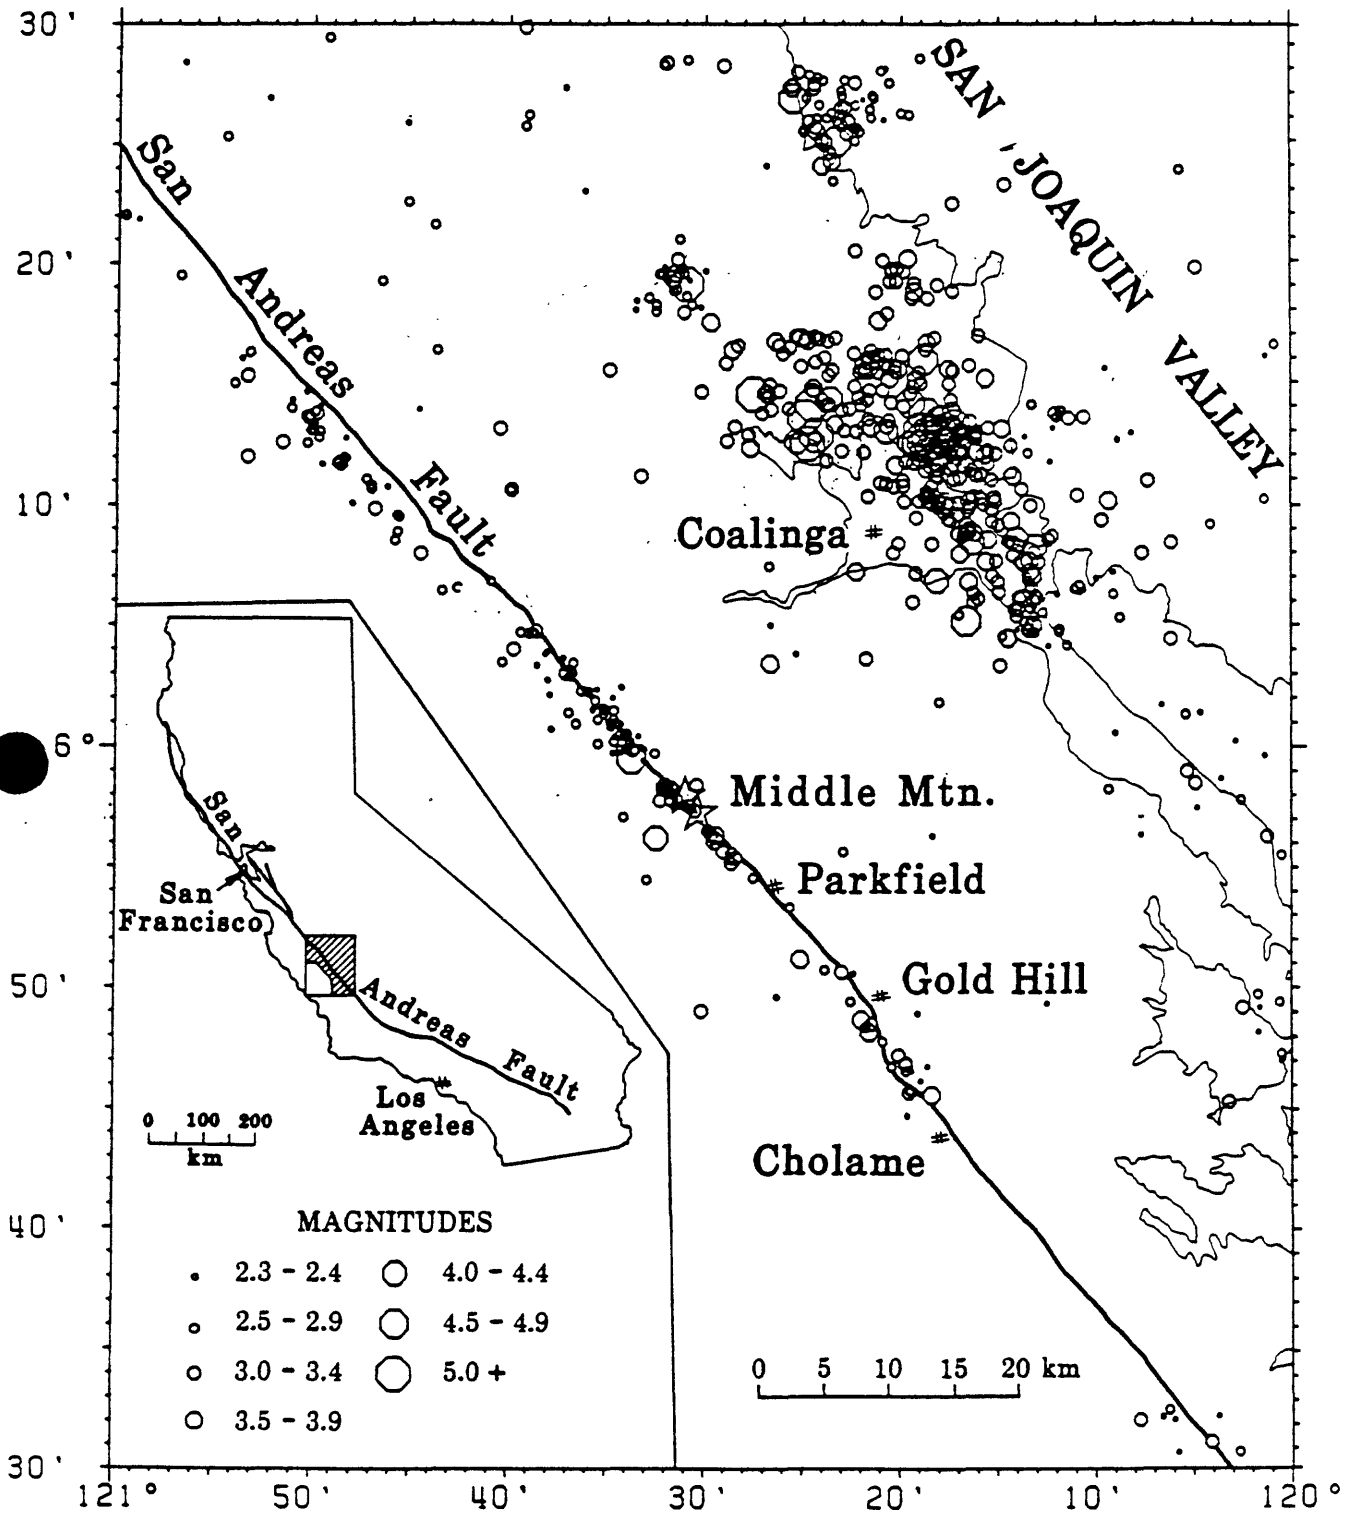 30'
SAN JOAQUIN VALLEY
San Andreas Fault
20'
10'
Coalinga
6°
Middle Mtn.
Parkfield
San
San
Francisco
50'
Gold Hill
Andreas Fault
Los
Angeles
0 100 200
km
Cholame
40'
MAGNITUDES
2.3 - 2.4 4.0 - 4.4
2.5 - 2.9 4.5 - 4.9
3.0 - 3.4 5.0 +
3.5 - 3.9
0 5 10 15 20 km
30'
121° 50' 40' 30' 20' 10' 120°